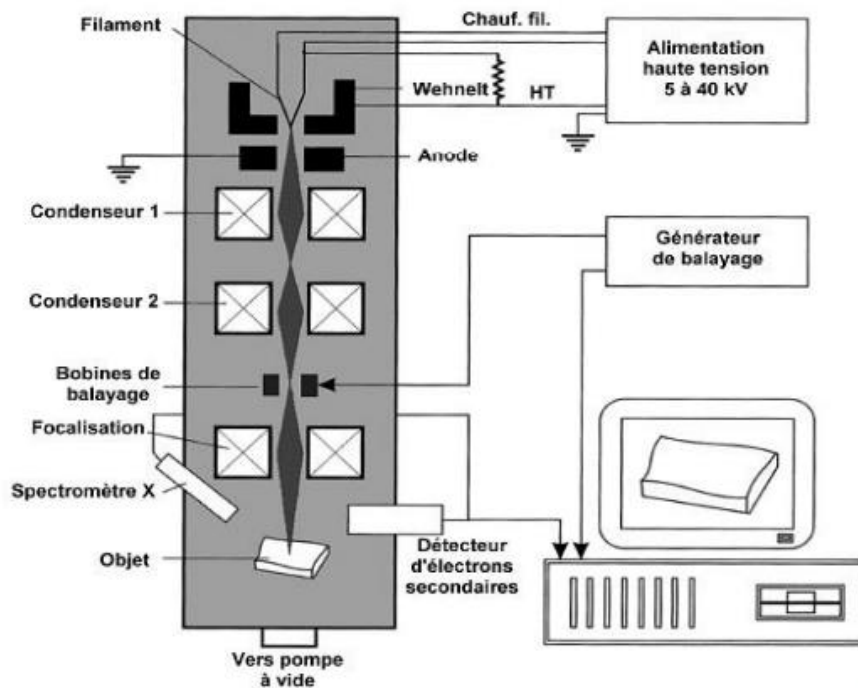 Filament
Chauf. fil.
Alimentation
haute tension
5 à 40 kV
Wehnelt
HT
Anode
Condenseur 1
Générateur
de balayage
Condenseur 2
Bobines de
balayage
Focalisation
Spectromètre X
Objet
Détecteur
d'électrons
secondaires
Vers pompe
à vide